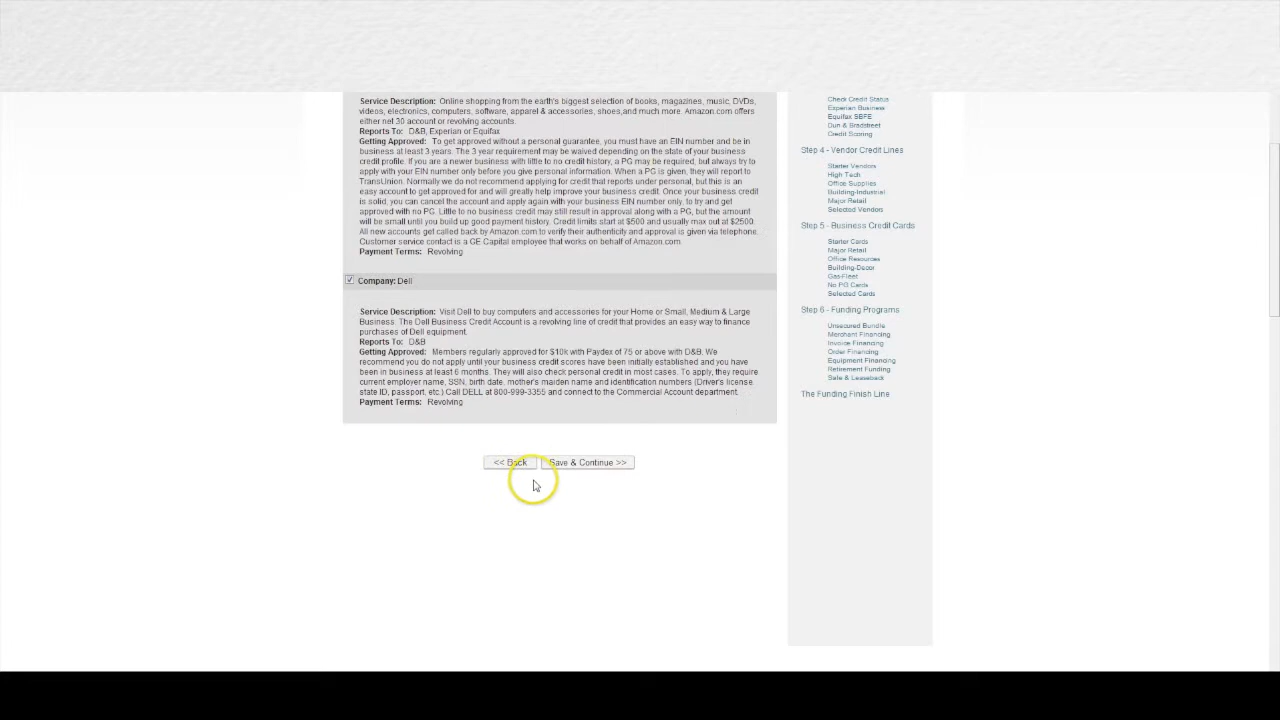 Service Description: Online shopping from the earth's biggest selection of books, magazines, music, DVDs,
videos, electronics, computers, software, apparel & accessories, shoes,and much more. Amazon.com offers
either net 30 account or revolving accounts.
Reports To: D&B, Experian or Equifax
Getting Approved: To get approved without a personal guarantee, you must have an EIN number and be in
business at least 3 years. The 3 year requirement may be waived depending on the state of your business
credit profile. If you are a newer business with little to no credit history, a PG may be required, but always try to
apply with your EIN number only before you give personal information. When a PG is given, they will report to
TransUnion. Normally we do not recommend applying for credit that reports under personal, but this is an
easy account to get approved for and will greatly help improve your business credit. Once your business credit
is solid, you can cancel the account and apply again with your business EIN number only, to try and get
approved with no PG. Little to no business credit may still result in approval along with a PG, but the amount
will be small until you build up good payment history. Credit limits start at $500 and usually max out at $2500.
All new accounts get called back by Amazon.com to verify their authenticity and approval is given via telephone.
Customer service contact is a GE Capital employee that works on behalf of Amazon.com.
Payment Terms: Revolving
Company: Dell
Service Description: Visit Dell to buy computers and accessories for your Home or Small, Medium & Large
Business. The Dell Business Credit Account is a revolving line of credit that provides an easy way to finance
purchases of Dell equipment.
Reports To: D&B
Getting Approved: Members regularly approved for $10k with Paydex of 75 or above with D&B. We
recommend you do not apply until your business credit scores have been initially established and you have
been in business at least 6 months. They will also check personal credit in most cases. To apply, they require
current employer name, SSN, birth date, mother's maiden name and identification numbers (Driver's license,
state ID, passport, etc.) Call DELL at 800-999-3355 and connect to the Commercial Account department.
Payment Terms: Revolving
<< Back
Save & Continue >>
Check Credit Status
Experian Business
Equifax SBFE
Dun & Bradstreet
Credit Scoring
Step 4 - Vendor Credit Lines
Starter Vendors
High Tech
Office Supplies
Building-Industrial
Major Retail
Selected Vendors
Step 5 - Business Credit Cards
Starter Cards
Major Retail
Office Resources
Building-Decor
Gas-Fleet
No PG Cards
Selected Cards
Step 6 - Funding Programs
Unsecured Bundle
Merchant Financing
Invoice Financing
Order Financing
Equipment Financing
Retirement Funding
Sale & Leaseback
The Funding Finish Line